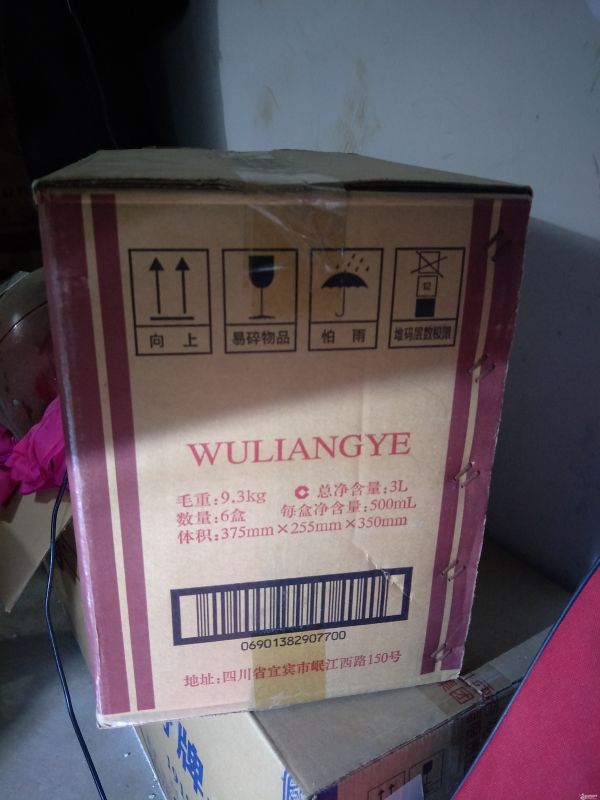 向上 易碎物品 怕雨 12 堆码层数极限
WULIANGYE
毛重:9.3kg 总净含量:3L
数量:6盒 每盒净含量:500mL
体积:375mm×255mm×350mm
06901382907700
地址:四川省宜宾市岷江西路150号
牌